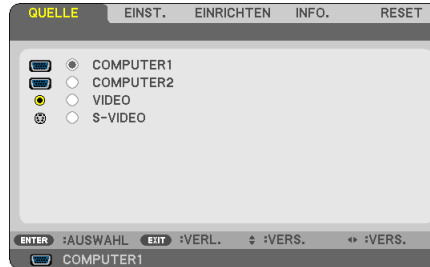 QUELLE EINST. EINRICHTEN INFO. RESET
COMPUTER1
COMPUTER2
VIDEO
S-VIDEO
ENTER :AUSWAHL EXIT :VERL. :VERS. :VERS.
COMPUTER1